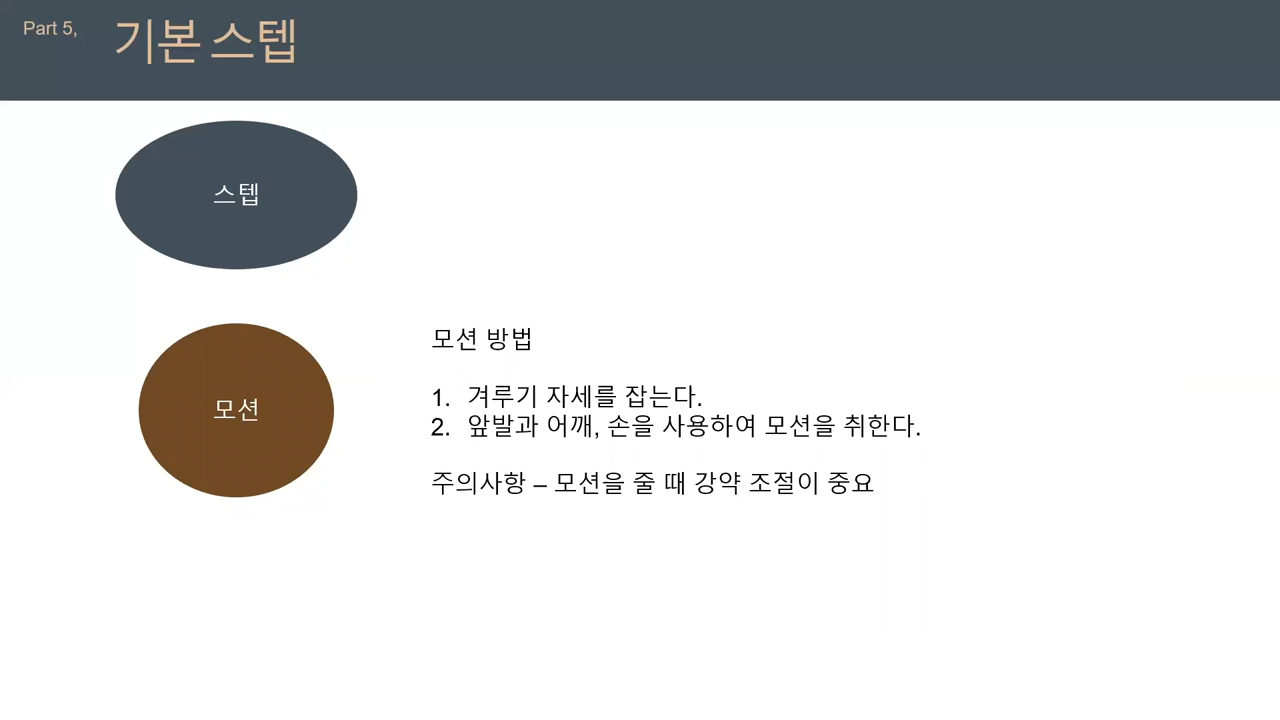 Part 5,
기본 스텝
스텝
모션
모션 방법
1. 겨루기 자세를 잡는다.
2. 앞발과 어깨, 손을 사용하여 모션을 취한다.
주의사항 – 모션을 줄 때 강약 조절이 중요